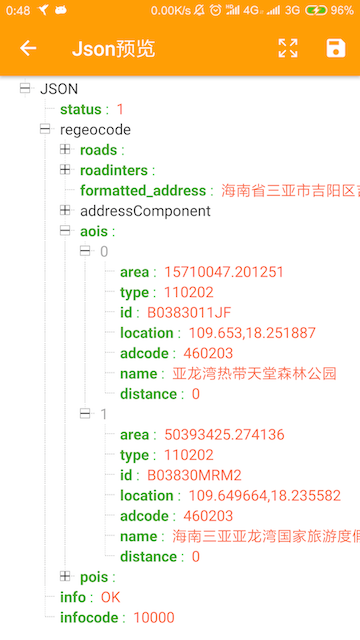 0:48 0.00K/s 4G 3G 96%
Json预览
JSON
status : 1
regeocode
roads :
roadinters :
formatted_address : 海南省三亚市吉阳区
addressComponent
aois :
0
area : 15710047.201251
type : 110202
id : B0383011JF
location : 109.653,18.251887
adcode : 460203
name : 亚龙湾热带天堂森林公园
distance : 0
1
area : 50393425.274136
type : 110202
id : B03830MRM2
location : 109.649664,18.235582
adcode : 460203
name : 海南三亚亚龙湾国家旅游度
distance : 0
pois :
info : OK
infocode : 10000